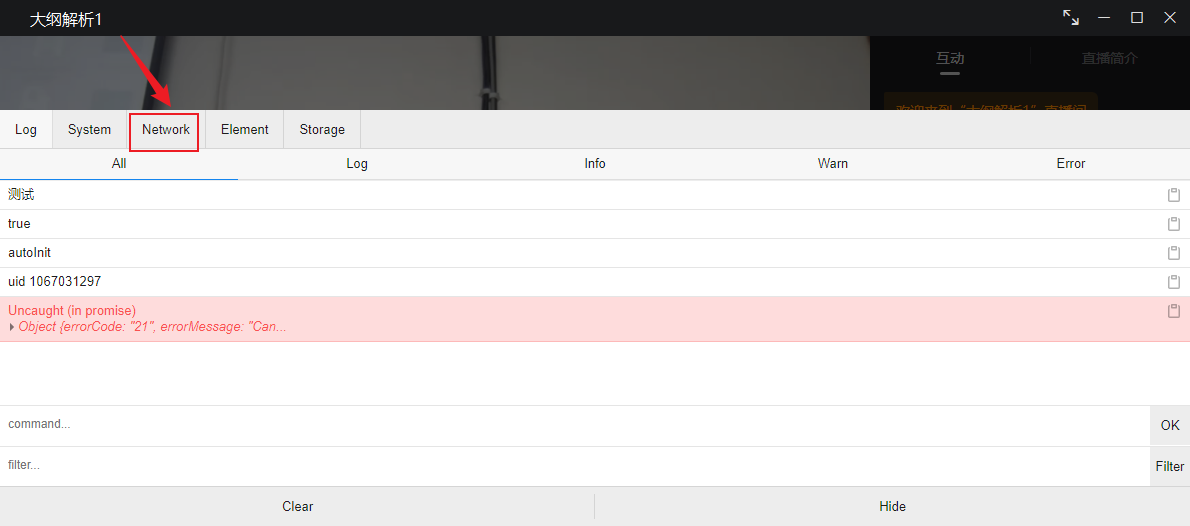 大纲解析1
互动
直播简介
欢迎来到“大纲解析1”直播间
Log
System
Network
Element
Storage
All
Log
Info
Warn
Error
测试
true
autoInit
uid 1067031297
Uncaught (in promise)
Object {errorCode: "21", errorMessage: "Can...
command...
OK
filter...
Filter
Clear
Hide